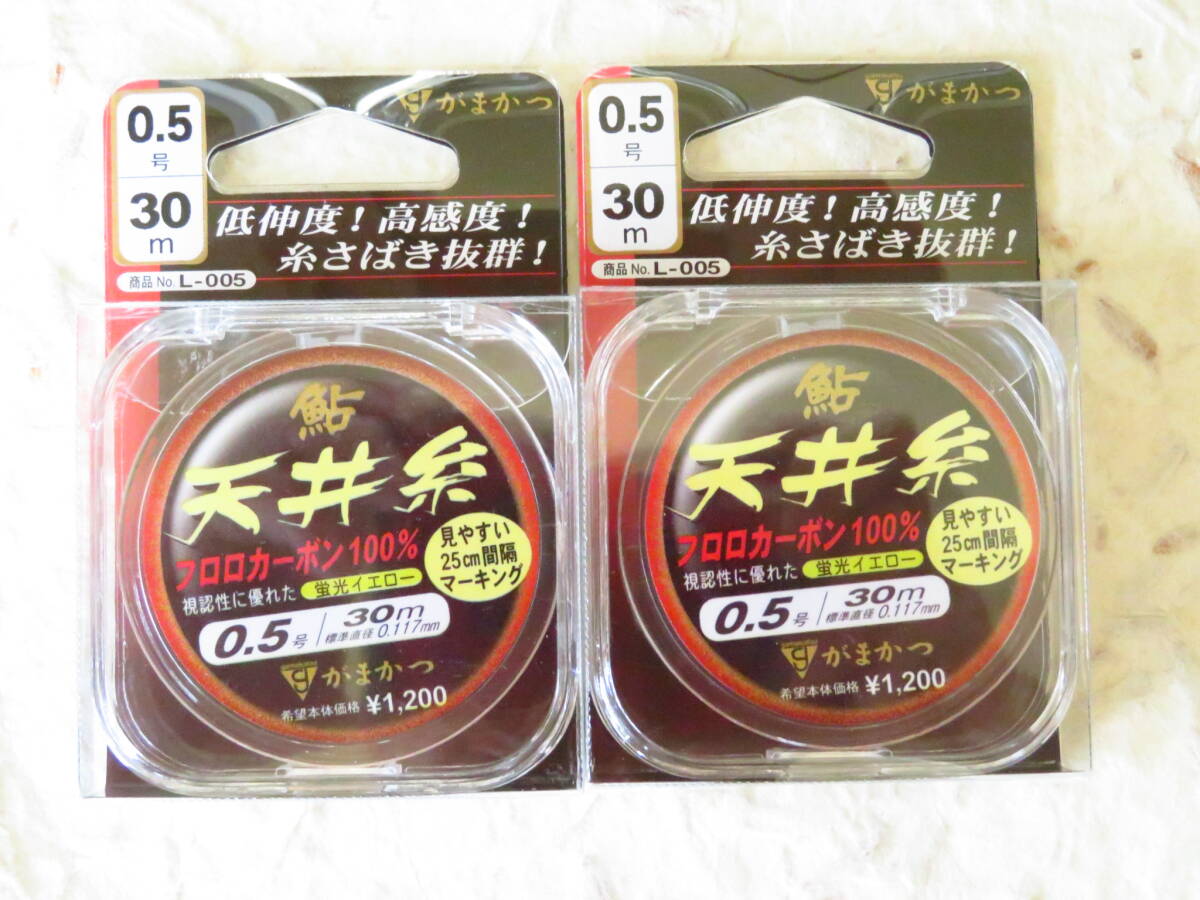 0.5
号
30
m
がまかつ
低伸度！高感度！
糸さばき抜群！
商品 No. L-005
鮎
天井糸
フロロカーボン100%
見やすい
25cm間隔
マーキング
視認性に優れた 蛍光イエロー
0.5号 30m
標準直径 0.117mm
がまかつ
希望本体価格 ¥1,200
0.5
号
30
m
がまかつ
低伸度！高感度！
糸さばき抜群！
商品 No. L-005
鮎
天井糸
フロロカーボン100%
見やすい
25cm間隔
マーキング
視認性に優れた 蛍光イエロー
0.5号 30m
標準直径 0.117mm
がまかつ
希望本体価格 ¥1,200